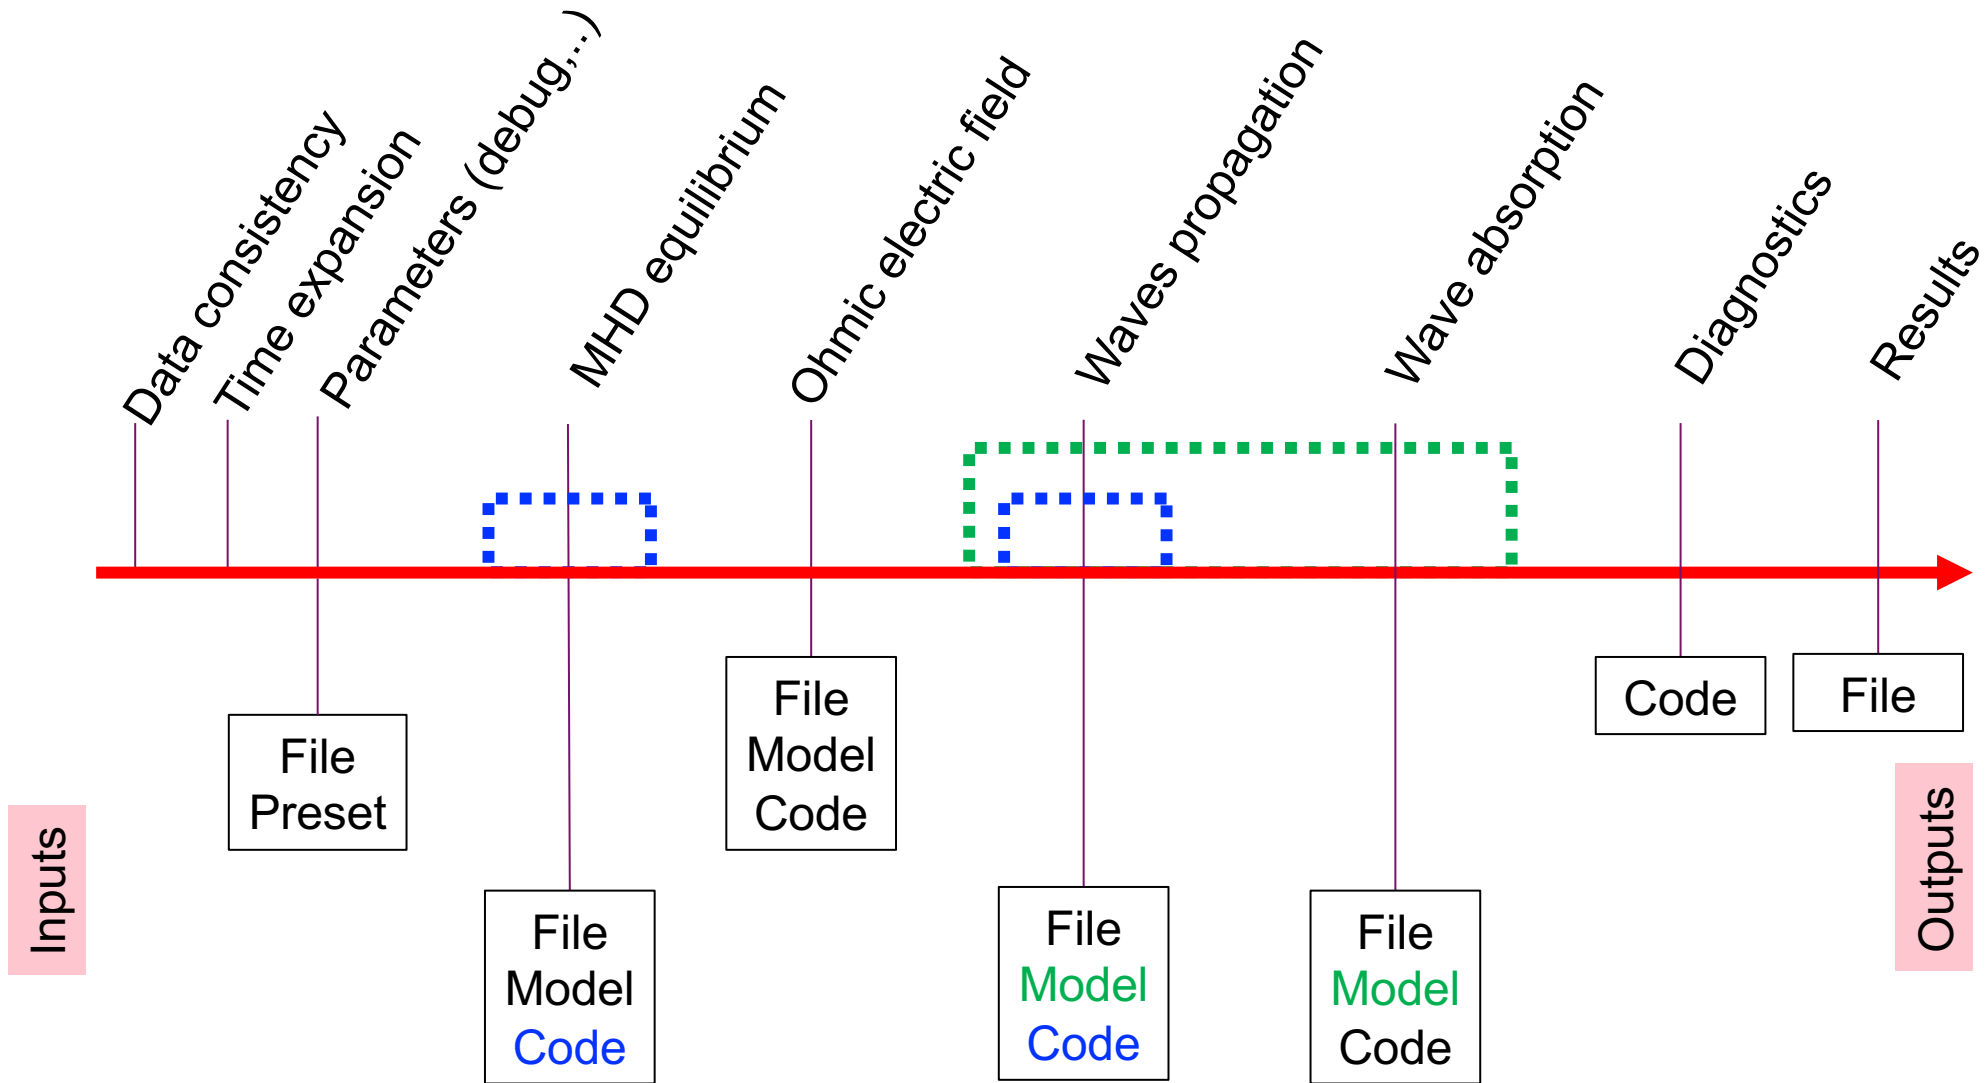 Data consistency
Time expansion
Parameters (debug,..)
MHD equilibrium
Ohmic electric field
Waves propagation
Wave absorption
Diagnostics
Results
File
Preset
File
Model
Code
File
Model
Code
File
Model
Code
File
Model
Code
Code
File
Inputs
Outputs